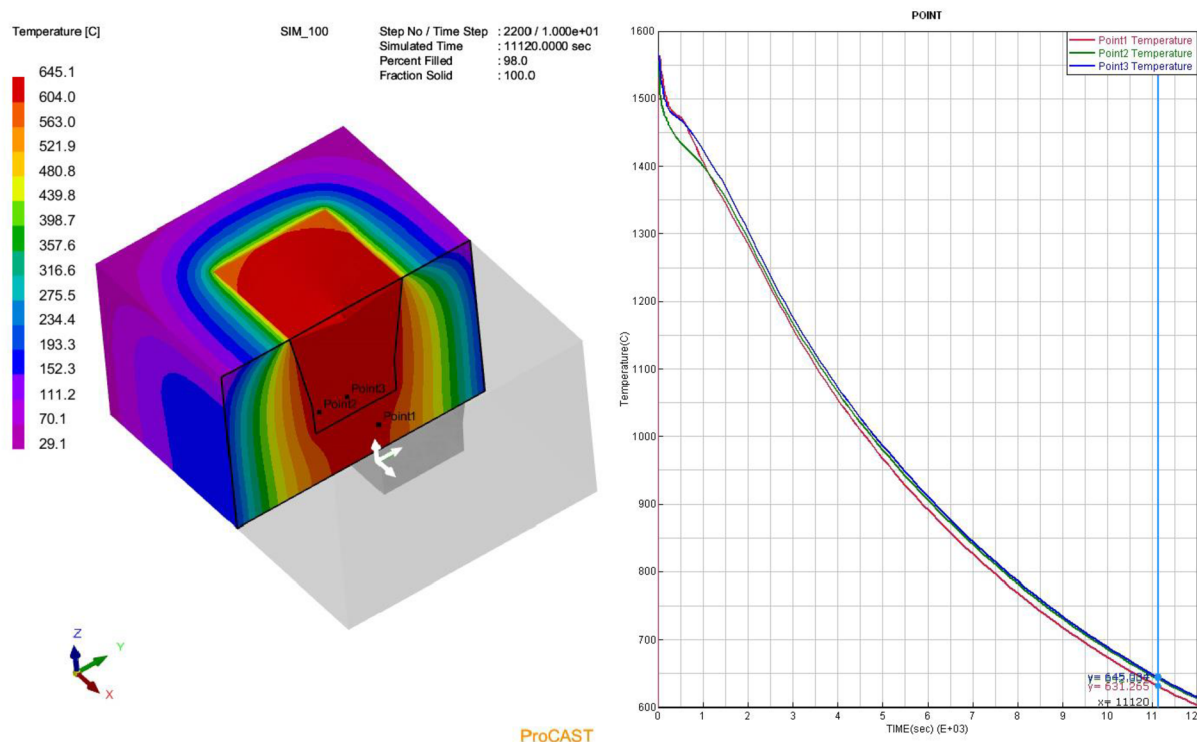 Temperature [C]
SIM_100
Step No / Time Step : 2200 / 1.000e+01
Simulated Time : 11120.0000 sec
Percent Filled : 98.0
Fraction Solid : 100.0
645.1
604.0
563.0
521.9
480.8
439.8
398.7
357.6
316.6
275.5
234.4
193.3
152.3
111.2
70.1
29.1
Point3
Point2
Point1
Z
Y
X
ProCAST
POINT
Point1 Temperature
Point2 Temperature
Point3 Temperature
Temperature(C)
1600
1500
1400
1300
1200
1100
1000
900
800
700
600
y= 631.265
x= 11120
0 1 2 3 4 5 6 7 8 9 10 11 12
TIME(sec) (E+03)